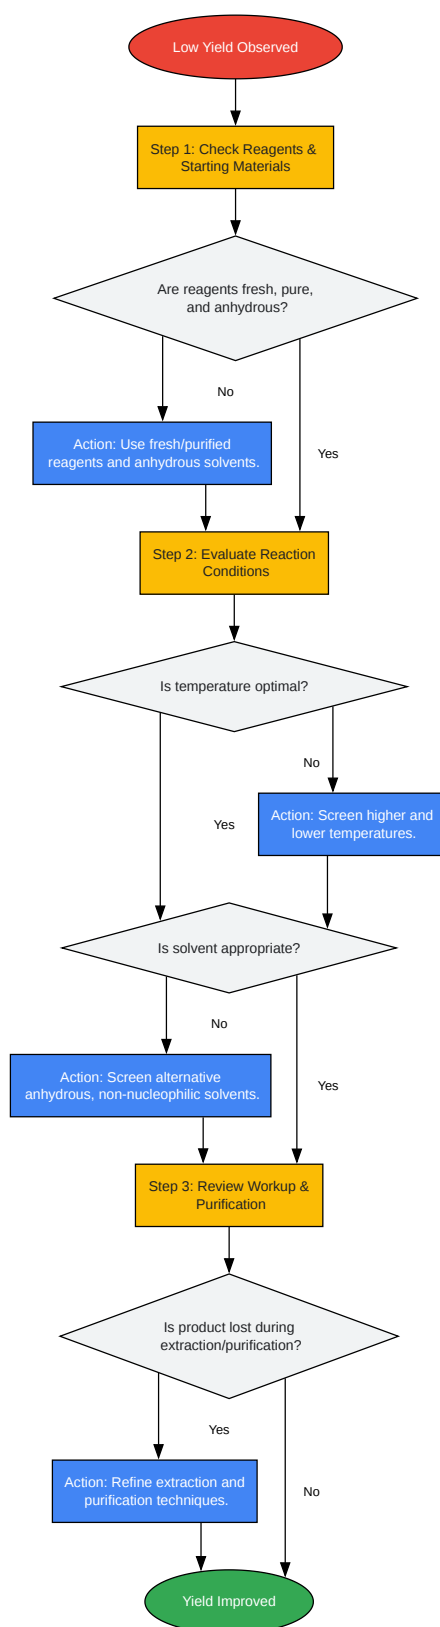 Low Yield Observed
Step 1: Check Reagents &
Starting Materials
Are reagents fresh, pure,
and anhydrous?
No
Action: Use fresh/purified
reagents and anhydrous solvents.
Yes
Step 2: Evaluate Reaction
Conditions
Is temperature optimal?
No
Action: Screen higher and
lower temperatures.
Yes
Is solvent appropriate?
No
Action: Screen alternative
anhydrous, non-nucleophilic solvents.
Yes
Step 3: Review Workup &
Purification
Is product lost during
extraction/purification?
Yes
Action: Refine extraction and
purification techniques.
No
Yield Improved